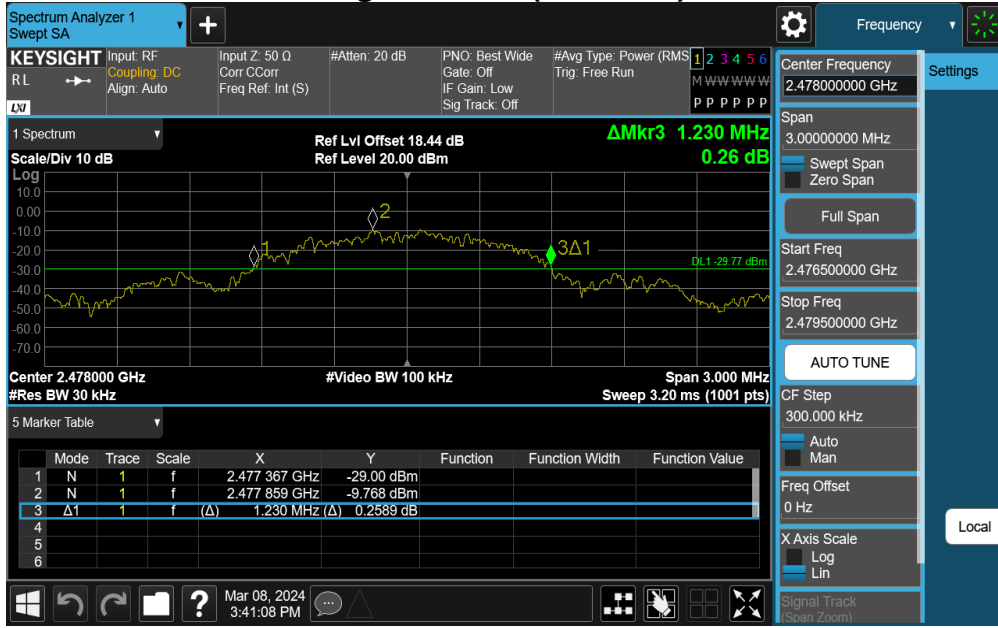 Spectrum Analyzer 1
Swept SA
Frequency
KEYSIGHT
RL
LXI
Input: RF
Coupling: DC
Align: Auto
Input Z: 50 Ω
Corr CCorr
Freq Ref: Int (S)
#Atten: 20 dB
PNO: Best Wide
Gate: Off
IF Gain: Low
Sig Track: Off
#Avg Type: Power (RMS
Trig: Free Run
1 2 3 4 5 6
M W W W W W
P P P P P P
1 Spectrum
Scale/Div 10 dB
Ref Lvl Offset 18.44 dB
Ref Level 20.00 dBm
ΔMkr3 1.230 MHz
0.26 dB
Log
10.0
0.00
-10.0
-20.0
-30.0
-40.0
-50.0
-60.0
-70.0
1
2
3Δ1
DL1 -29.77 dBm
Center 2.478000 GHz
#Video BW 100 kHz
Span 3.000 MHz
#Res BW 30 kHz
Sweep 3.20 ms (1001 pts)
5 Marker Table
Mode Trace Scale X Y Function Function Width Function Value
1 N 1 f 2.477 367 GHz -29.00 dBm
2 N 1 f 2.477 859 GHz -9.768 dBm
3 Δ1 1 f (Δ) 1.230 MHz (Δ) 0.2589 dB
4
5
6
Mar 08, 2024
3:41:08 PM
Center Frequency
2.478000000 GHz
Span
3.00000000 MHz
Swept Span
Zero Span
Full Span
Start Freq
2.476500000 GHz
Stop Freq
2.479500000 GHz
AUTO TUNE
CF Step
300.000 kHz
Auto
Man
Freq Offset
0 Hz
X Axis Scale
Log
Lin
Signal Track
(Span Zoom)
Settings
Local